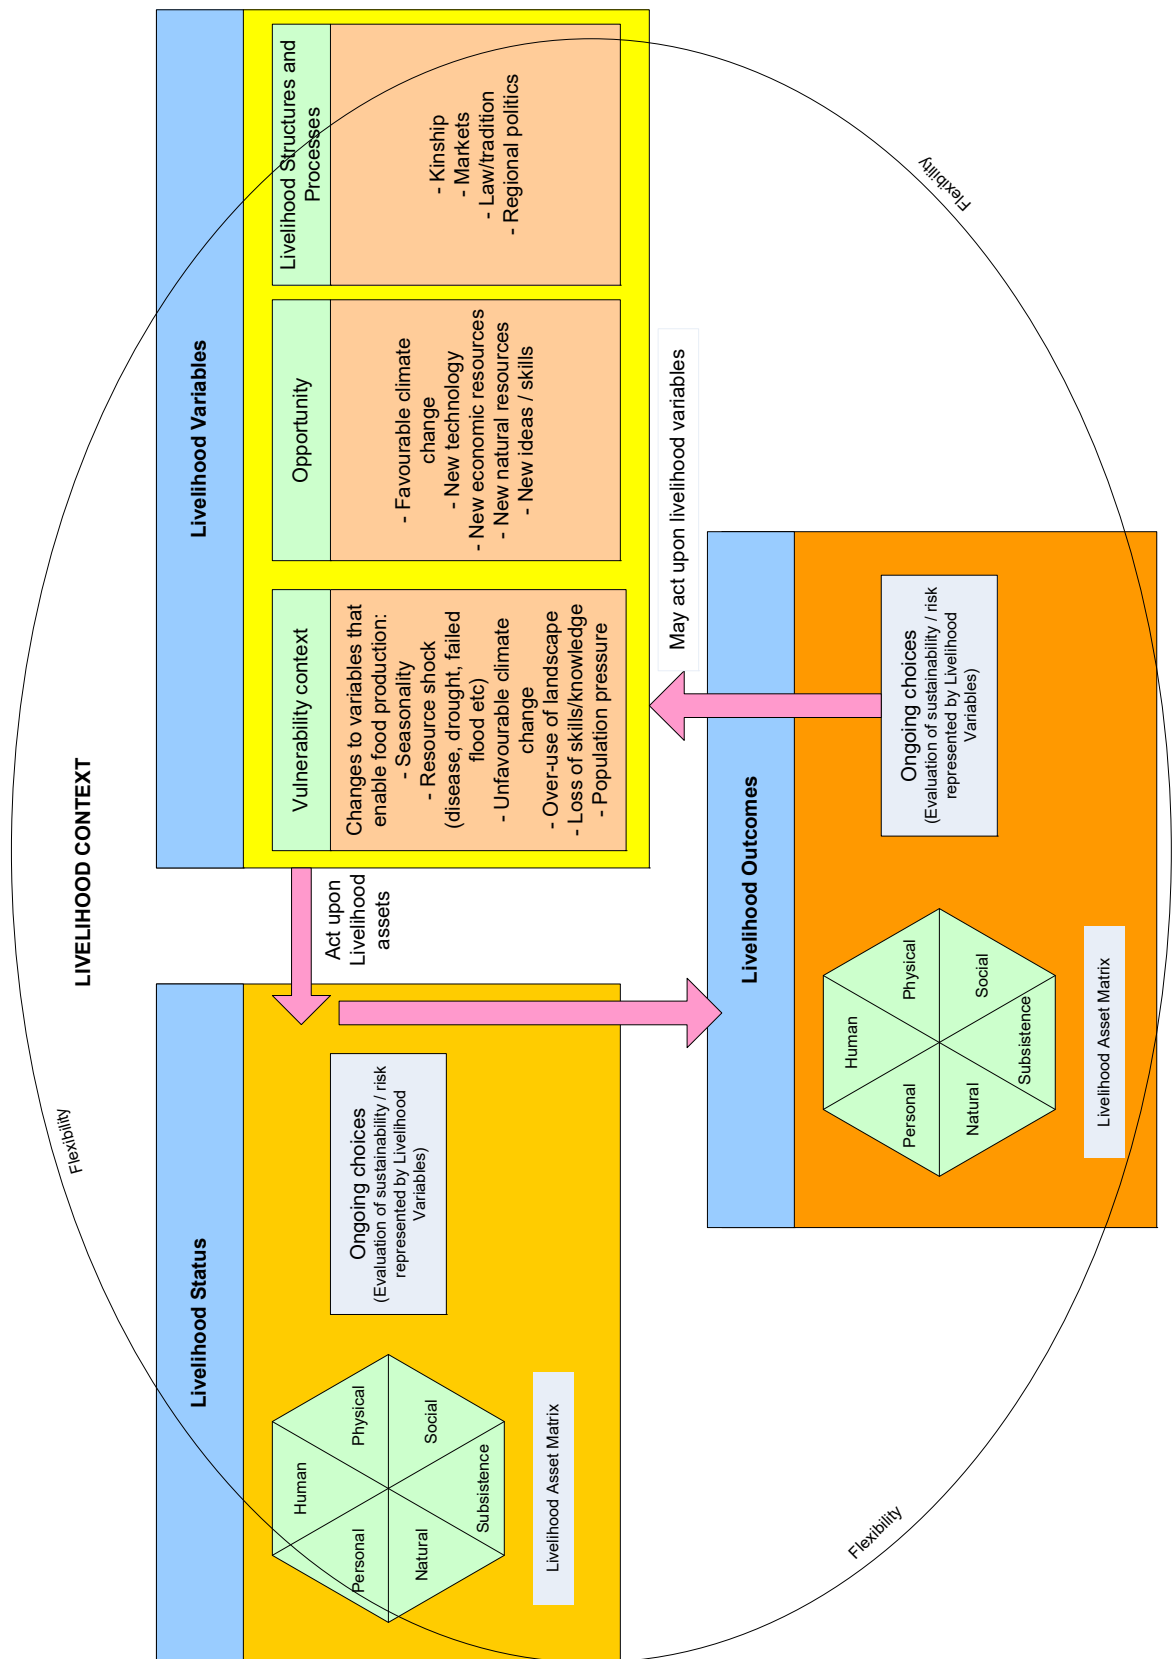 LIVELIHOOD CONTEXT
Flexibility
Livelihood Status
Human
Physical
Personal
Social
Natural
Subsistence
Livelihood Asset Matrix
Ongoing choices
(Evaluation of sustainability / risk
represented by Livelihood
Variables)
Act upon
Livelihood
assets
Livelihood Variables
Vulnerability context
Changes to variables that
enable food production:
- Seasonality
- Resource shock
(disease, drought, failed
flood etc)
- Unfavourable climate
change
- Over-use of landscape
- Loss of skills/knowledge
- Population pressure
Opportunity
- Favourable climate
change
- New technology
- New economic resources
- New natural resources
- New ideas / skills
Livelihood Structures and
Processes
- Kinship
- Markets
- Law/tradition
- Regional politics
May act upon livelihood variables
Livelihood Outcomes
Human
Physical
Personal
Social
Natural
Subsistence
Livelihood Asset Matrix
Ongoing choices
(Evaluation of sustainability / risk
represented by Livelihood
Variables)
Flexibility
Flexibility